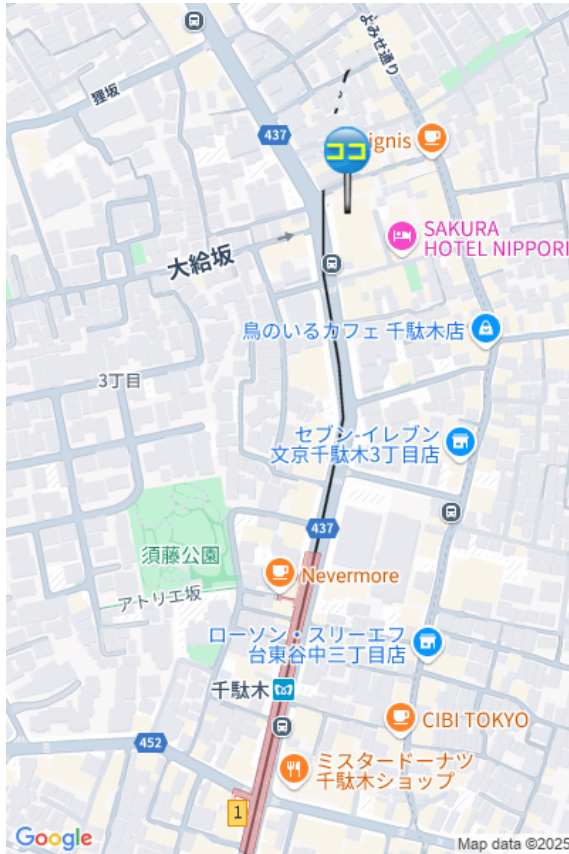 よみせ通り
狸坂
437
ココ
ignis
SAKURA
HOTEL NIPPORI
大給坂
鳥のいるカフェ 千駄木店
3丁目
セブン-イレブン
文京千駄木3丁目店
437
須藤公園
Nevermore
アトリエ坂
ローソン・スリーエフ
台東谷中三丁目店
千駄木
CIBI TOKYO
452
ミスタードーナツ
千駄木ショップ
1
Google
Map data ©2025